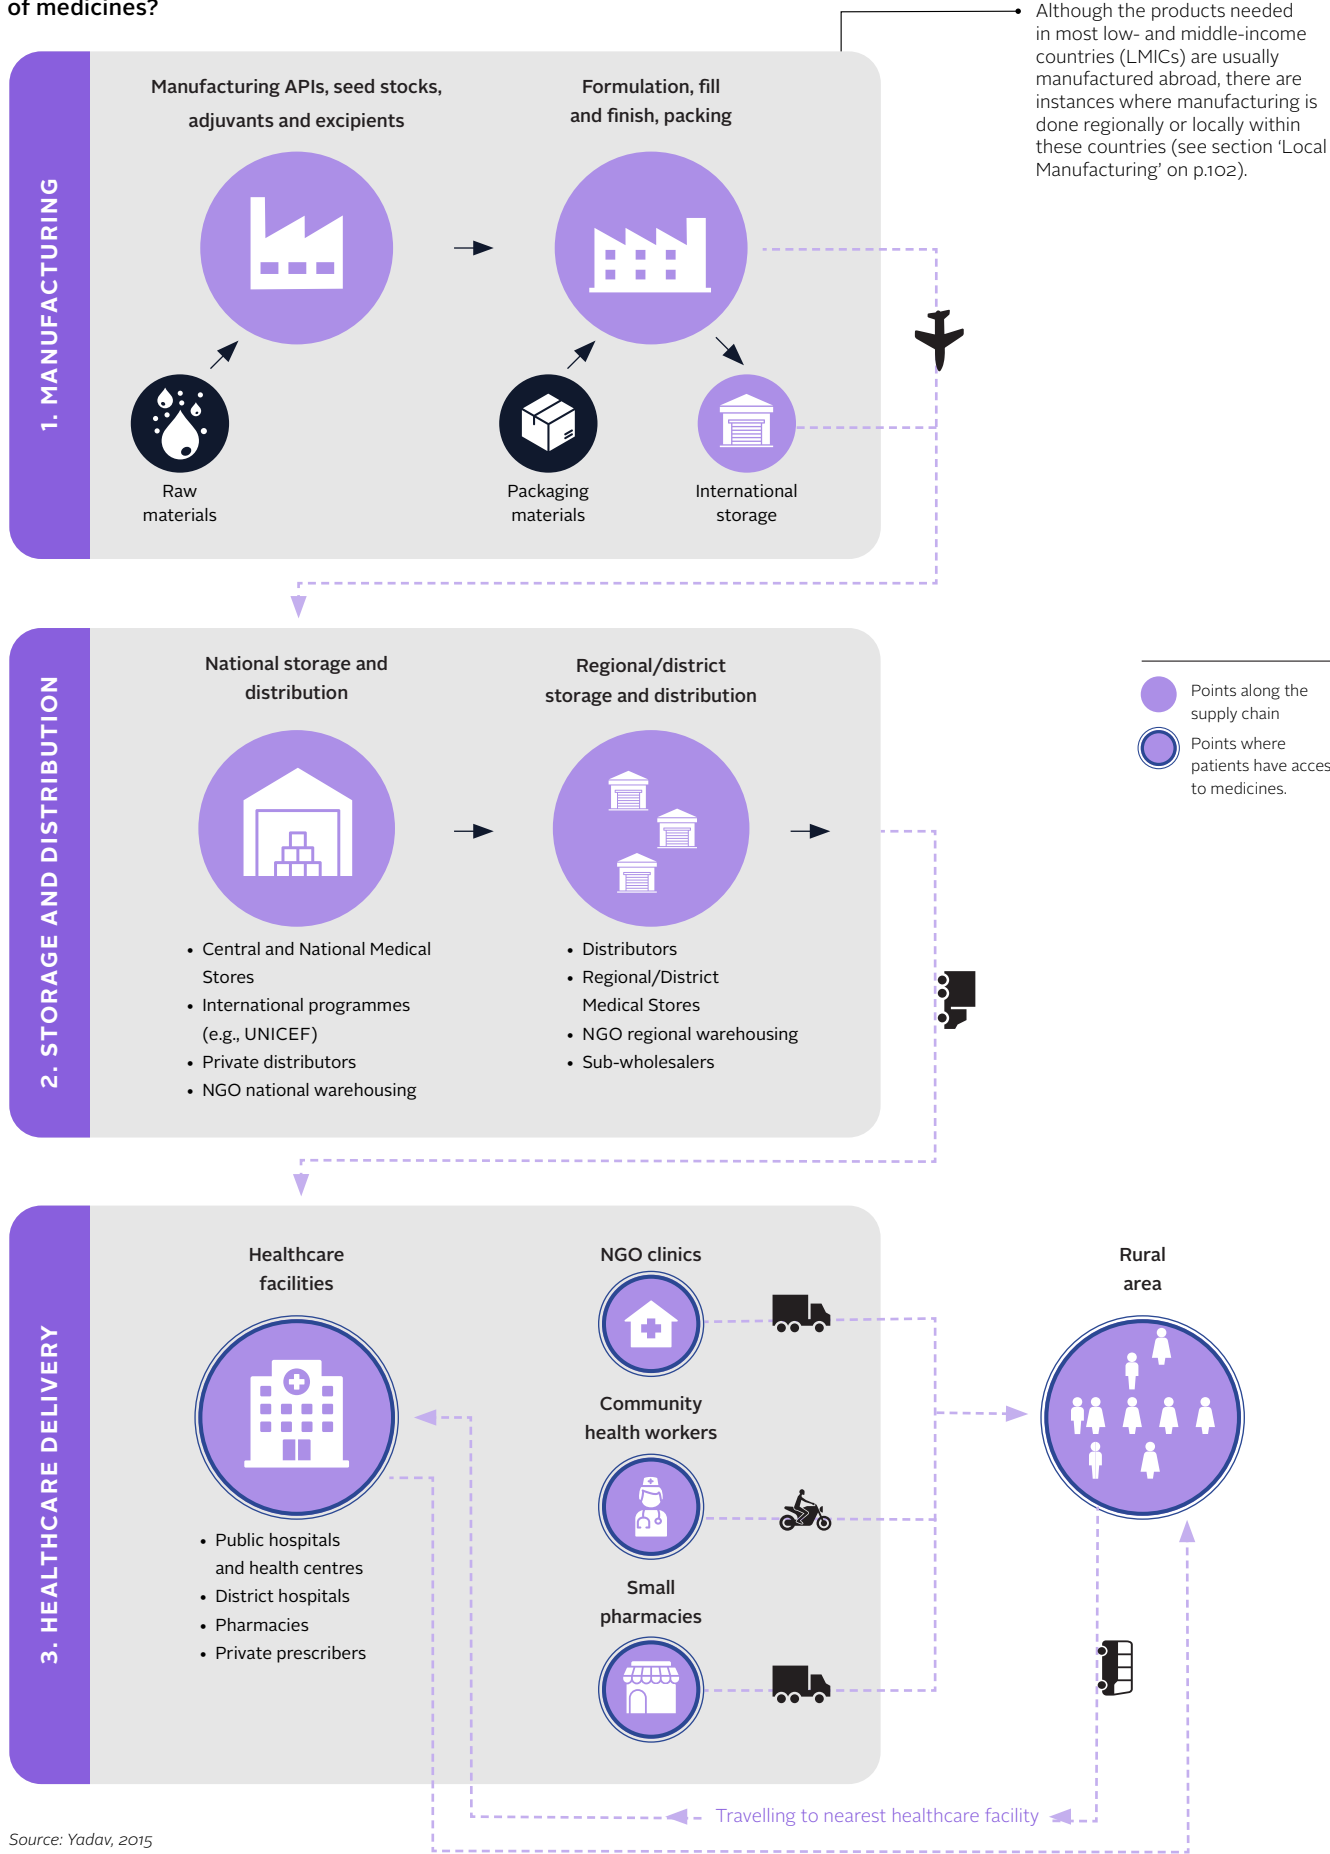 of medicines?
Although the products needed
in most low- and middle-income
countries (LMICs) are usually
manufactured abroad, there are
instances where manufacturing is
done regionally or locally within
these countries (see section ‘Local
Manufacturing’ on p.102).
1. MANUFACTURING
Manufacturing APIs, seed stocks,
adjuvants and excipients
Formulation, fill
and finish, packing
Raw
materials
Packaging
materials
International
storage
2. STORAGE AND DISTRIBUTION
National storage and
distribution
• Central and National Medical
Stores
• International programmes
(e.g., UNICEF)
• Private distributors
• NGO national warehousing
Regional/district
storage and distribution
• Distributors
• Regional/District
Medical Stores
• NGO regional warehousing
• Sub-wholesalers
Points along the
supply chain
Points where
patients have acces
to medicines.
3. HEALTHCARE DELIVERY
Healthcare
facilities
• Public hospitals
and health centres
• District hospitals
• Pharmacies
• Private prescribers
NGO clinics
Community
health workers
Small
pharmacies
Rural
area
Travelling to nearest healthcare facility
Source: Yadav, 2015